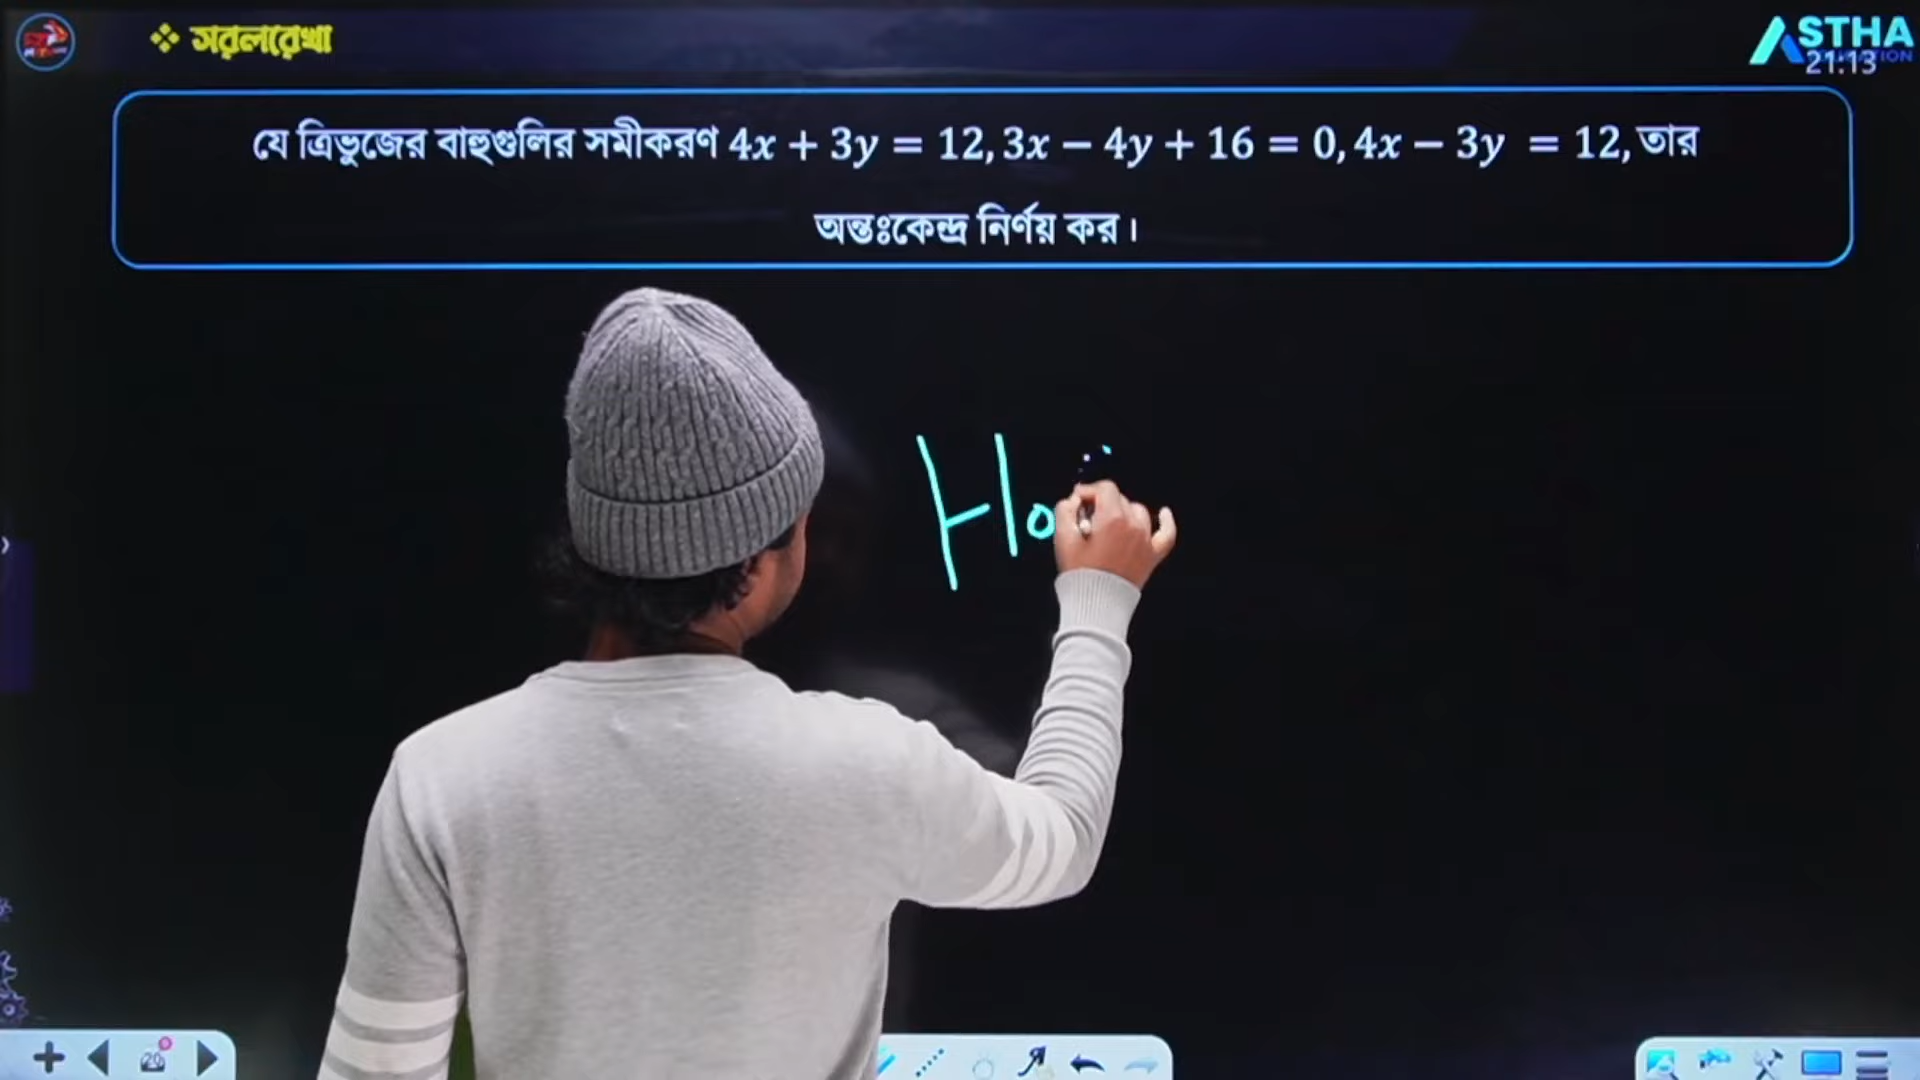 ❖ সরলরেখা
ASTHA
21:13
যে ত্রিভুজের বাহুগুলির সমীকরণ 4x + 3y = 12, 3x − 4y + 16 = 0, 4x − 3y = 12, তার
অন্তঃকেন্দ্র নির্ণয় কর।
Ho
20